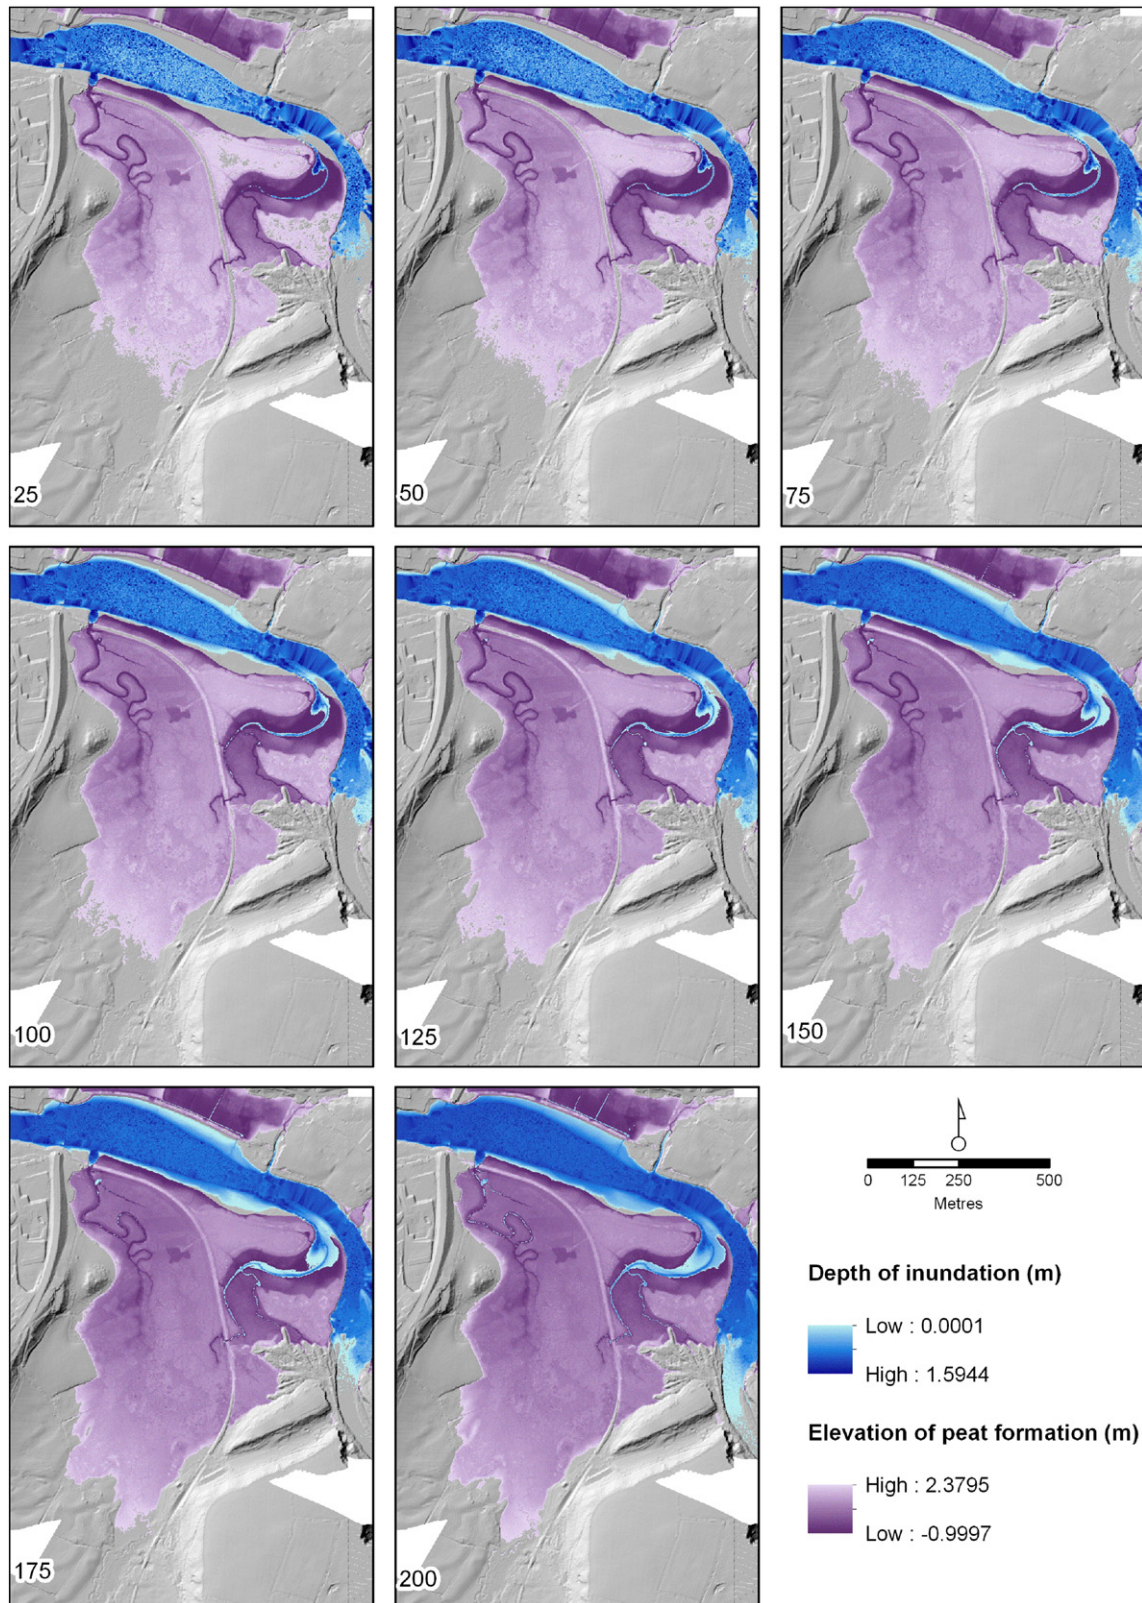 25
50
75
100
125
150
175
200
0 125 250 500
Metres
Depth of inundation (m)
Low : 0.0001
High : 1.5944
Elevation of peat formation (m)
High : 2.3795
Low : -0.9997